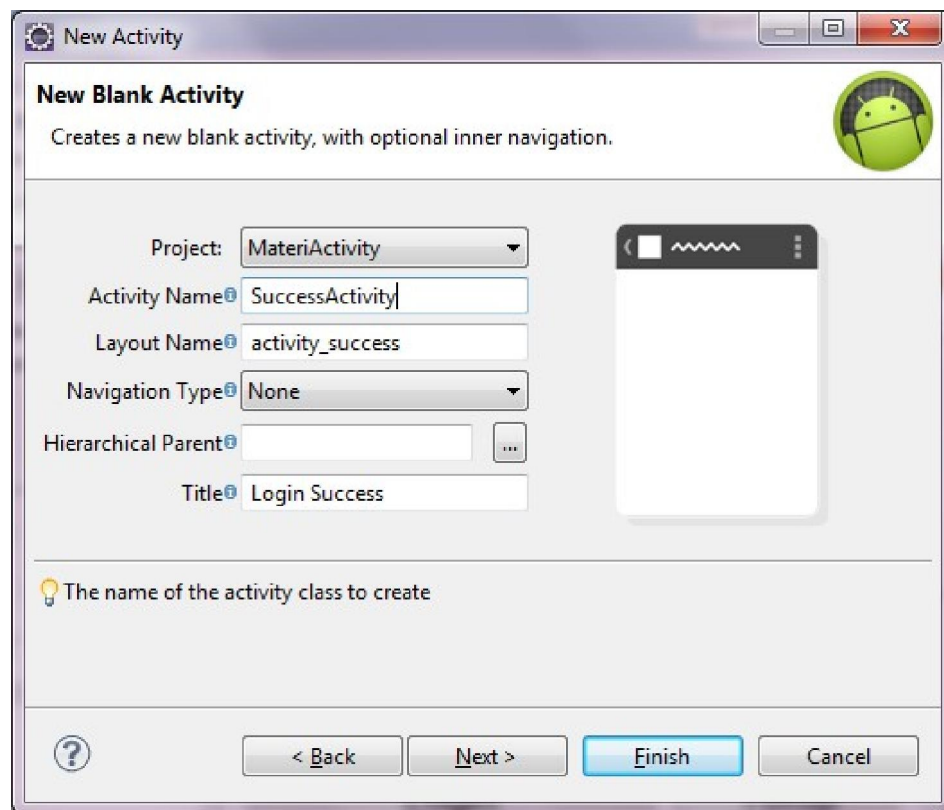 New Activity
New Blank Activity
Creates a new blank activity, with optional inner navigation.
Project: MateriActivity
Activity Name SuccessActivity
Layout Name activity_success
Navigation Type None
Hierarchical Parent ...
Title Login Success
The name of the activity class to create
? < Back Next > Finish Cancel